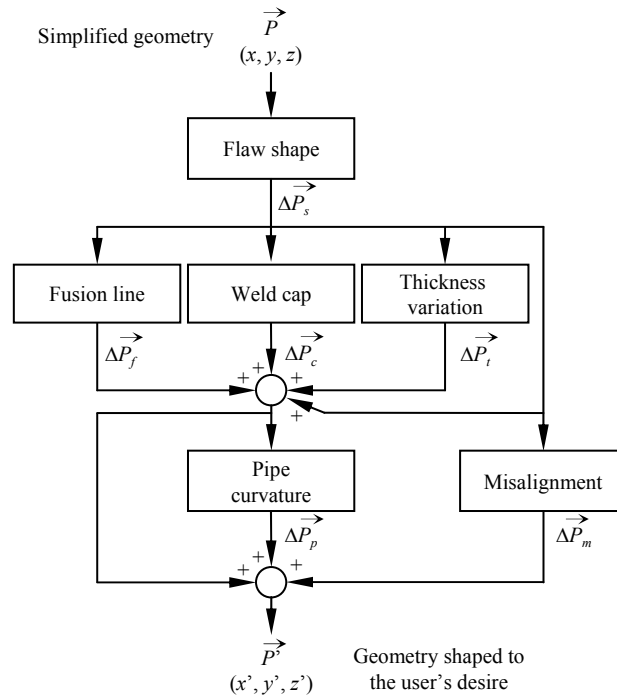 Simplified geometry
P
(x, y, z)
Flaw shape
ΔPs
Fusion line
Weld cap
Thickness
variation
ΔPf
ΔPc
ΔPt
+ + +
+
Pipe
curvature
Misalignment
ΔPp
ΔPm
+ + +
P’
(x’, y’, z’)
Geometry shaped to
the user’s desire